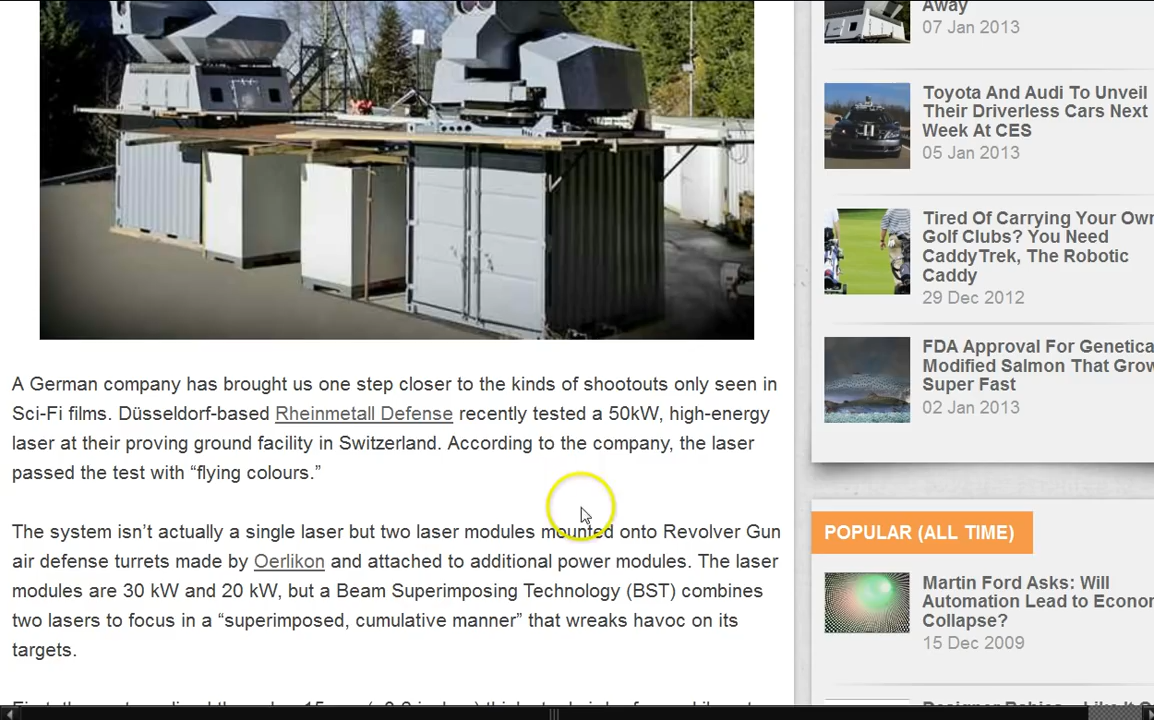 A German company has brought us one step closer to the kinds of shootouts only seen in
Sci-Fi films. Düsseldorf-based Rheinmetall Defense recently tested a 50kW, high-energy
laser at their proving ground facility in Switzerland. According to the company, the laser
passed the test with “flying colours.”
The system isn’t actually a single laser but two laser modules mounted onto Revolver Gun
air defense turrets made by Oerlikon and attached to additional power modules. The laser
modules are 30 kW and 20 kW, but a Beam Superimposing Technology (BST) combines
two lasers to focus in a “superimposed, cumulative manner” that wreaks havoc on its
targets.
Away
07 Jan 2013
Toyota And Audi To Unveil
Their Driverless Cars Next
Week At CES
05 Jan 2013
Tired Of Carrying Your Own
Golf Clubs? You Need
CaddyTrek, The Robotic
Caddy
29 Dec 2012
FDA Approval For Genetica
Modified Salmon That Grow
Super Fast
02 Jan 2013
POPULAR (ALL TIME)
Martin Ford Asks: Will
Automation Lead to Econor
Collapse?
15 Dec 2009